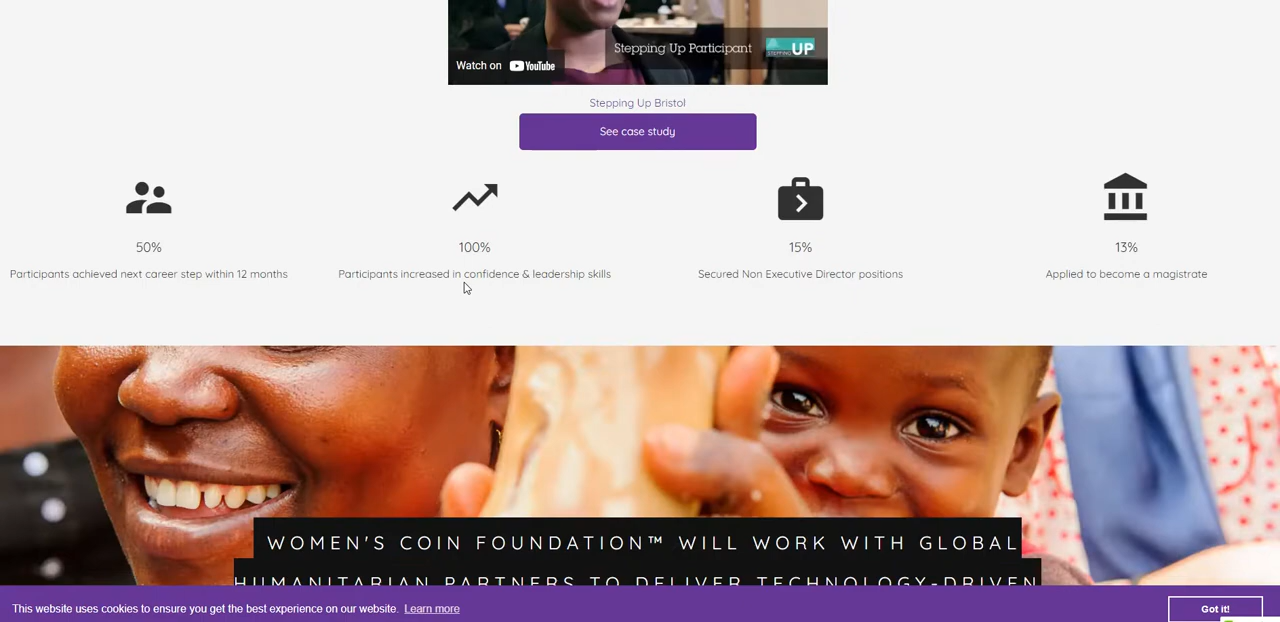 Stepping Up Participant
UP
Watch on YouTube
Stepping Up Bristol
See case study
50%
Participants achieved next career step within 12 months
100%
Participants increased in confidence & leadership skills
15%
Secured Non Executive Director positions
13%
Applied to become a magistrate
WOMEN'S COIN FOUNDATION™ WILL WORK WITH GLOBAL
HUMANITARIAN PARTNERS TO DELIVER TECHNOLOGY-DRIVEN
This website uses cookies to ensure you get the best experience on our website. Learn more
Got it!